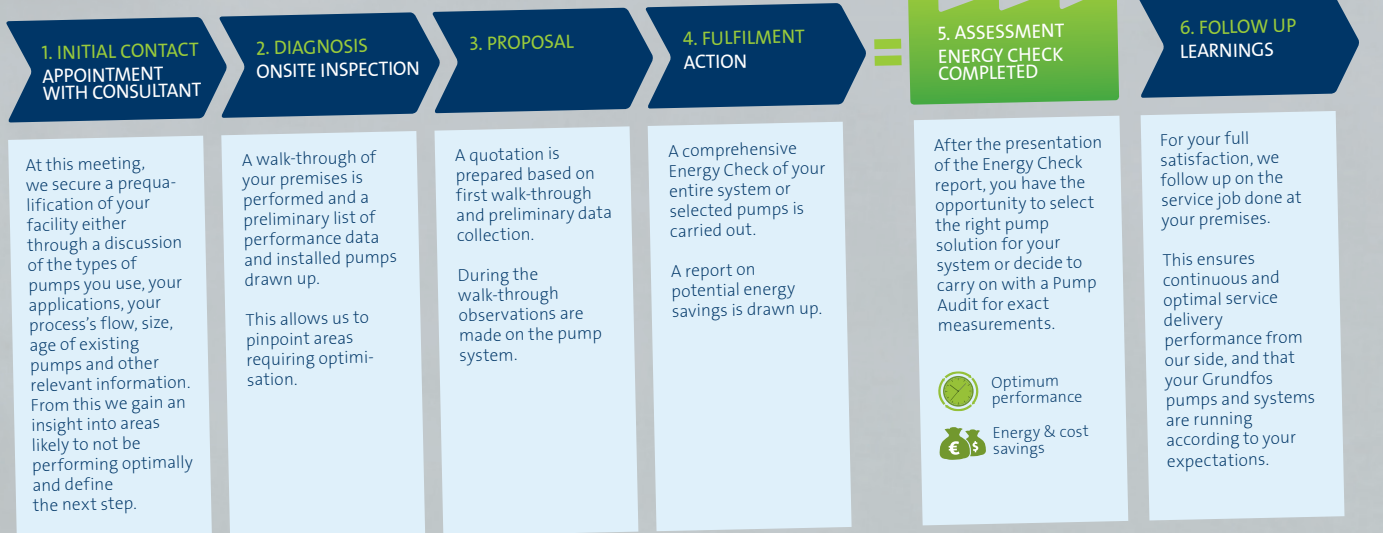 1. INITIAL CONTACT
APPOINTMENT
WITH CONSULTANT
At this meeting,
we secure a prequa-
lification of your
facility either
through a discussion
of the types of
pumps you use, your
applications, your
process's flow, size,
age of existing
pumps and other
relevant information.
From this we gain an
insight into areas
likely to not be
performing optimally
and define
the next step.
2. DIAGNOSIS
ONSITE INSPECTION
A walk-through of
your premises is
performed and a
preliminary list of
performance data
and installed pumps
drawn up.
This allows us to
pinpoint areas
requiring optimi-
sation.
3. PROPOSAL
A quotation is
prepared based on
first walk-through
and preliminary data
collection.
During the
walk-through
observations are
made on the pump
system.
4. FULFILMENT
ACTION
A comprehensive
Energy Check of your
entire system or
selected pumps is
carried out.
A report on
potential energy
savings is drawn up.
=
5. ASSESSMENT
ENERGY CHECK
COMPLETED
After the presentation
of the Energy Check
report, you have the
opportunity to select
the right pump
solution for your
system or decide to
carry on with a Pump
Audit for exact
measurements.
Optimum
performance
€ $
Energy & cost
savings
6. FOLLOW UP
LEARNINGS
For your full
satisfaction, we
follow up on the
service job done at
your premises.
This ensures
continuous and
optimal service
delivery
performance from
our side, and that
your Grundfos
pumps and systems
are running
according to your
expectations.